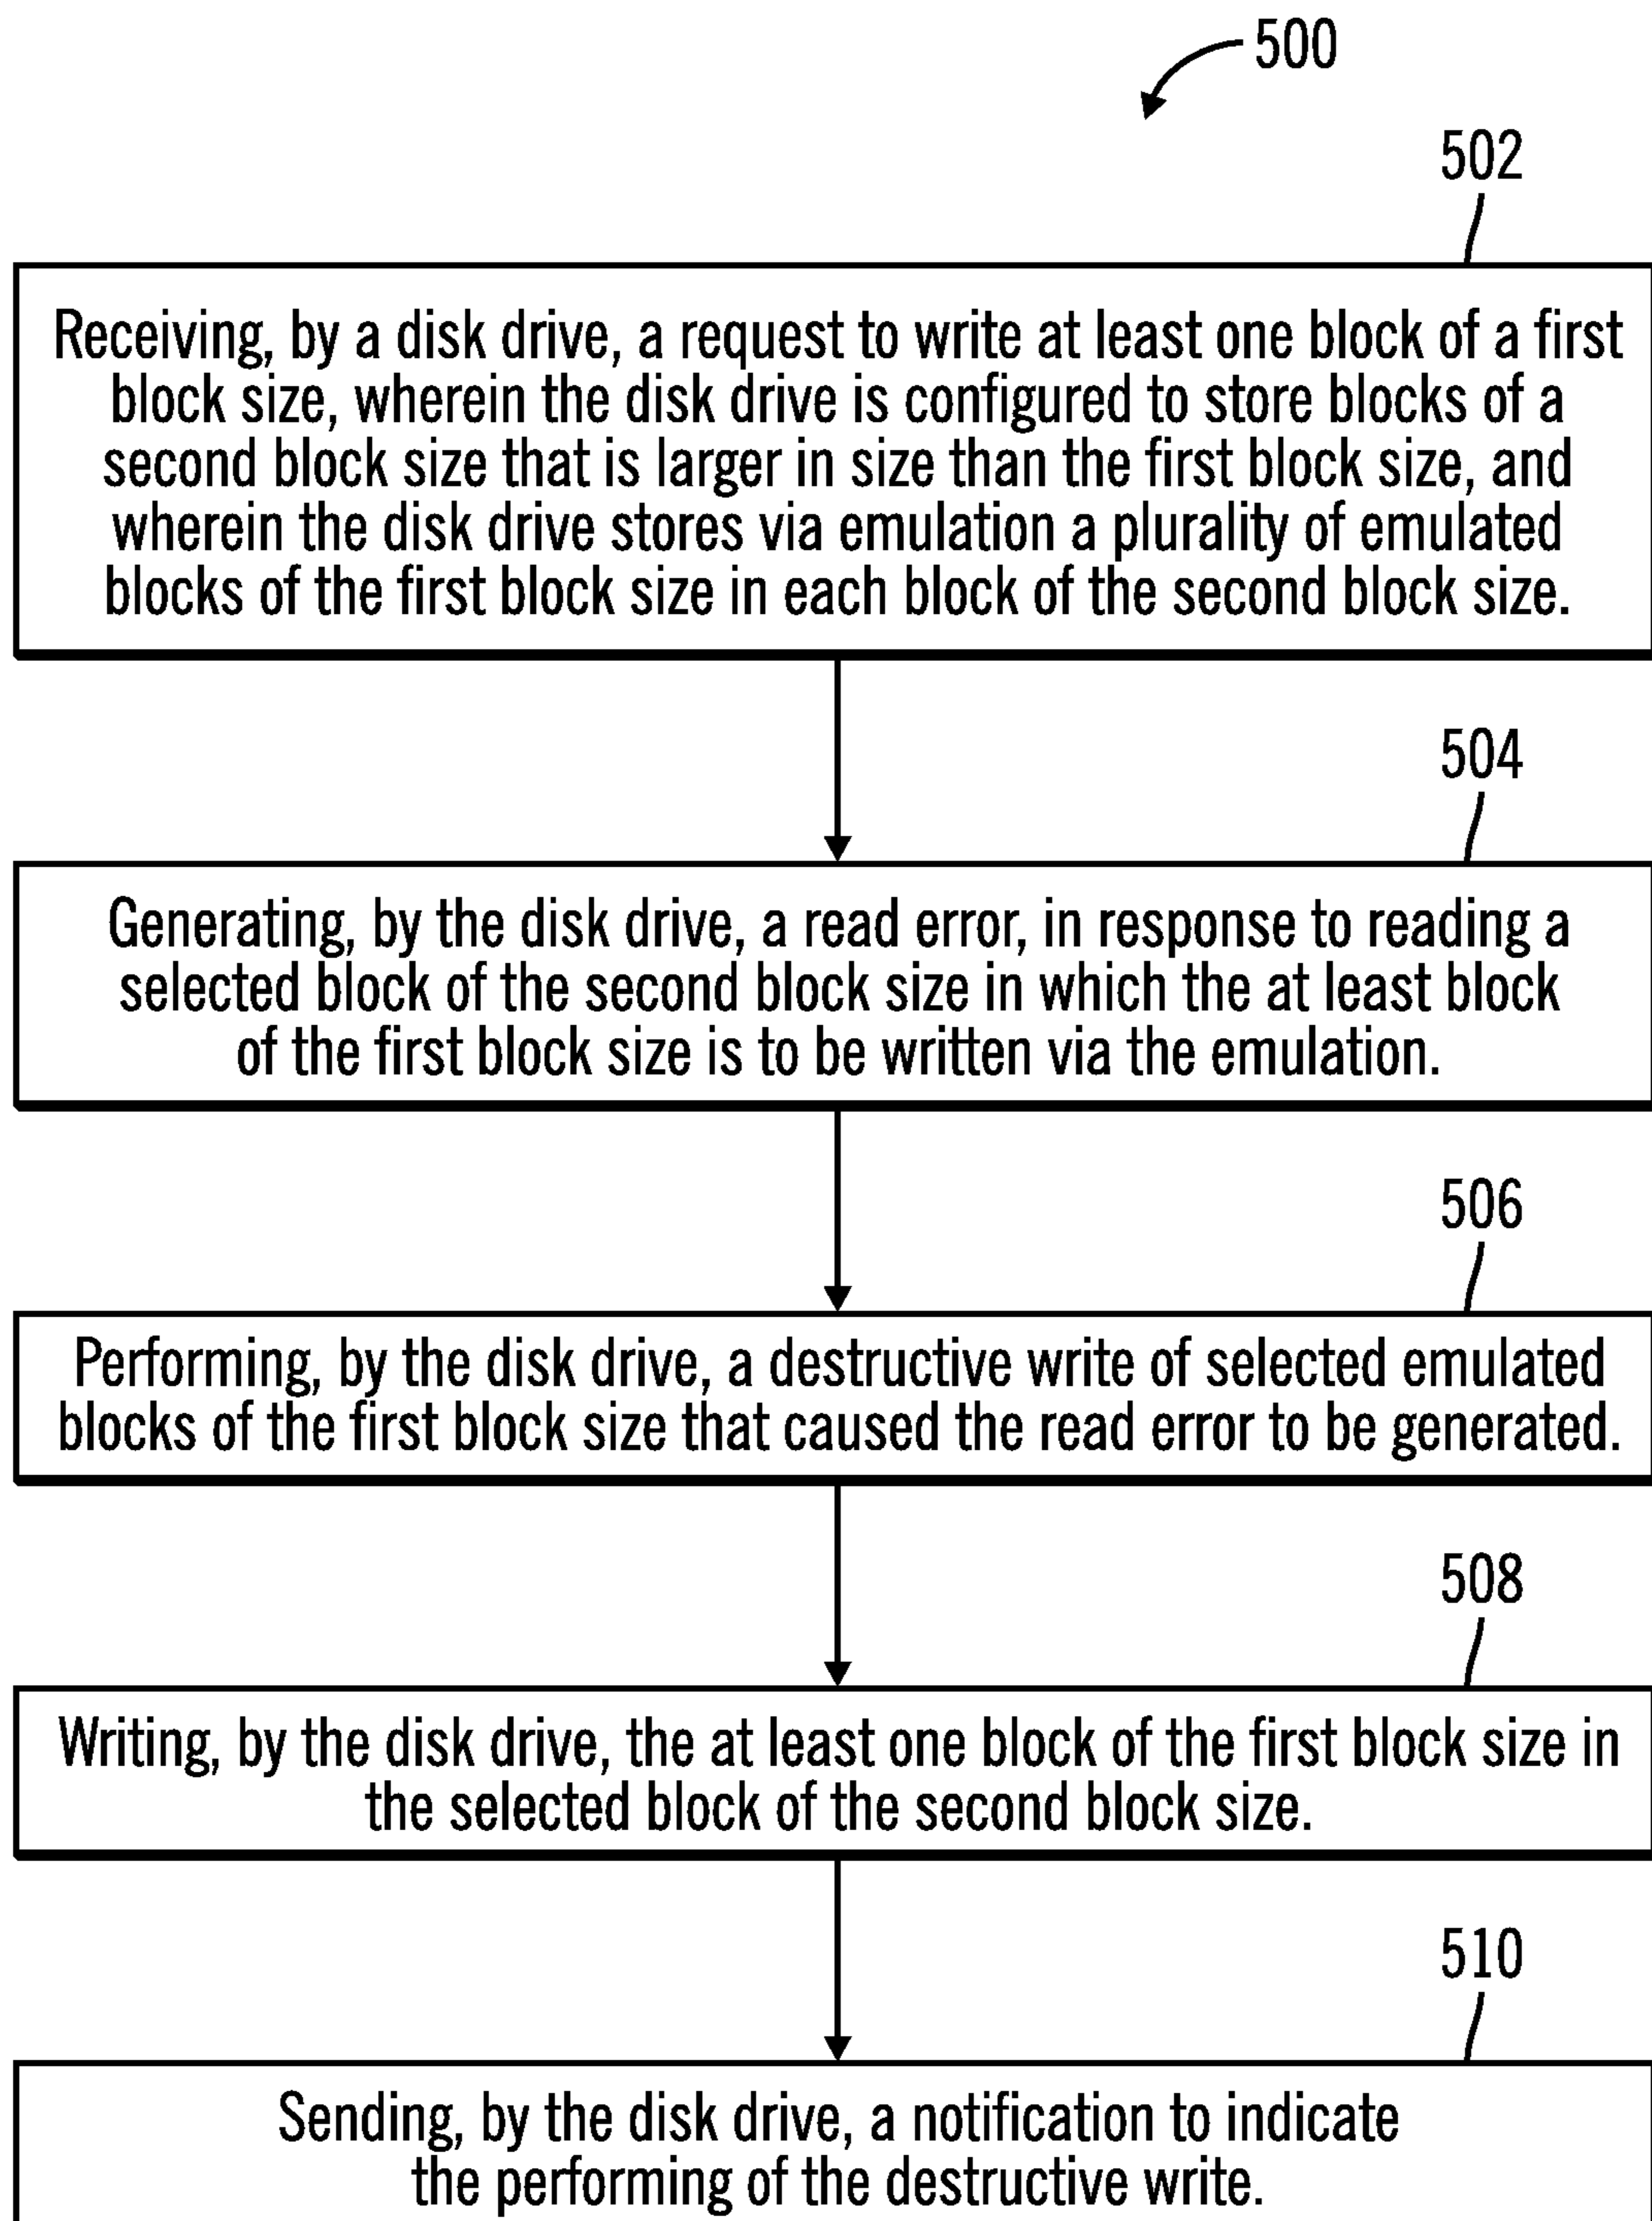 500
502
Receiving, by a disk drive, a request to write at least one block of a first
block size, wherein the disk drive is configured to store blocks of a
second block size that is larger in size than the first block size, and
wherein the disk drive stores via emulation a plurality of emulated
blocks of the first block size in each block of the second block size.
504
Generating, by the disk drive, a read error, in response to reading a
selected block of the second block size in which the at least block
of the first block size is to be written via the emulation.
506
Performing, by the disk drive, a destructive write of selected emulated
blocks of the first block size that caused the read error to be generated.
508
Writing, by the disk drive, the at least one block of the first block size in
the selected block of the second block size.
510
Sending, by the disk drive, a notification to indicate
the performing of the destructive write.